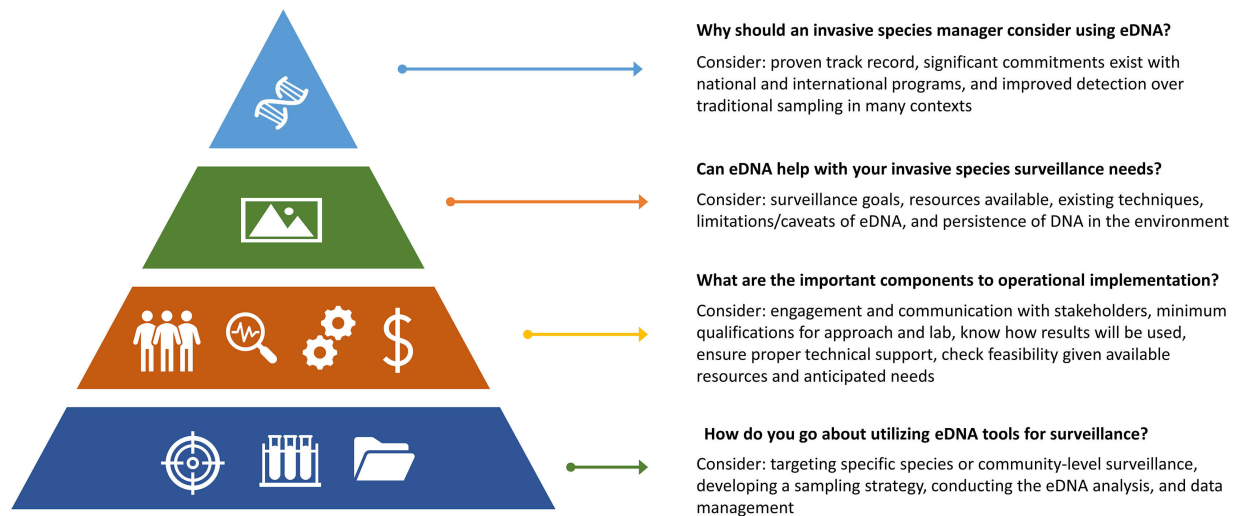 Why should an invasive species manager consider using eDNA?
Consider: proven track record, significant commitments exist with
national and international programs, and improved detection over
traditional sampling in many contexts
Can eDNA help with your invasive species surveillance needs?
Consider: surveillance goals, resources available, existing techniques,
limitations/caveats of eDNA, and persistence of DNA in the environment
What are the important components to operational implementation?
Consider: engagement and communication with stakeholders, minimum
qualifications for approach and lab, know how results will be used,
ensure proper technical support, check feasibility given available
resources and anticipated needs
How do you go about utilizing eDNA tools for surveillance?
Consider: targeting specific species or community-level surveillance,
developing a sampling strategy, conducting the eDNA analysis, and data
management
$